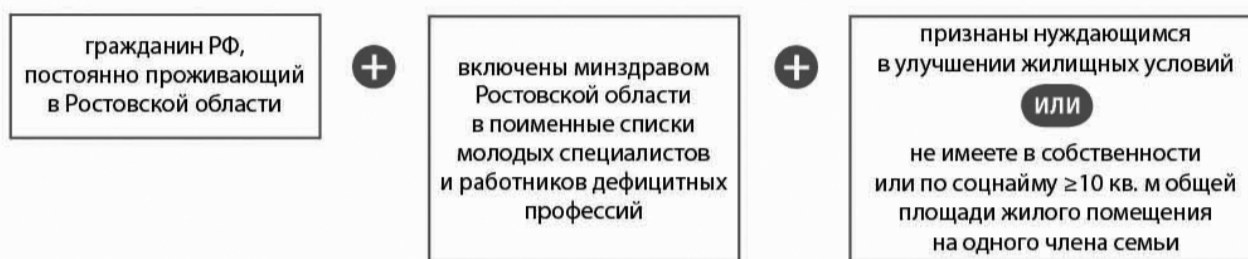 гражданин РФ,
постоянно проживающий
в Ростовской области
+
включены минздравом
Ростовской области
в поименные списки
молодых специалистов
и работников дефицитных
профессий
+
признаны нуждающимся
в улучшении жилищных условий
ИЛИ
не имеете в собственности
или по соцнайму ≥10 кв. м общей
площади жилого помещения
на одного члена семьи